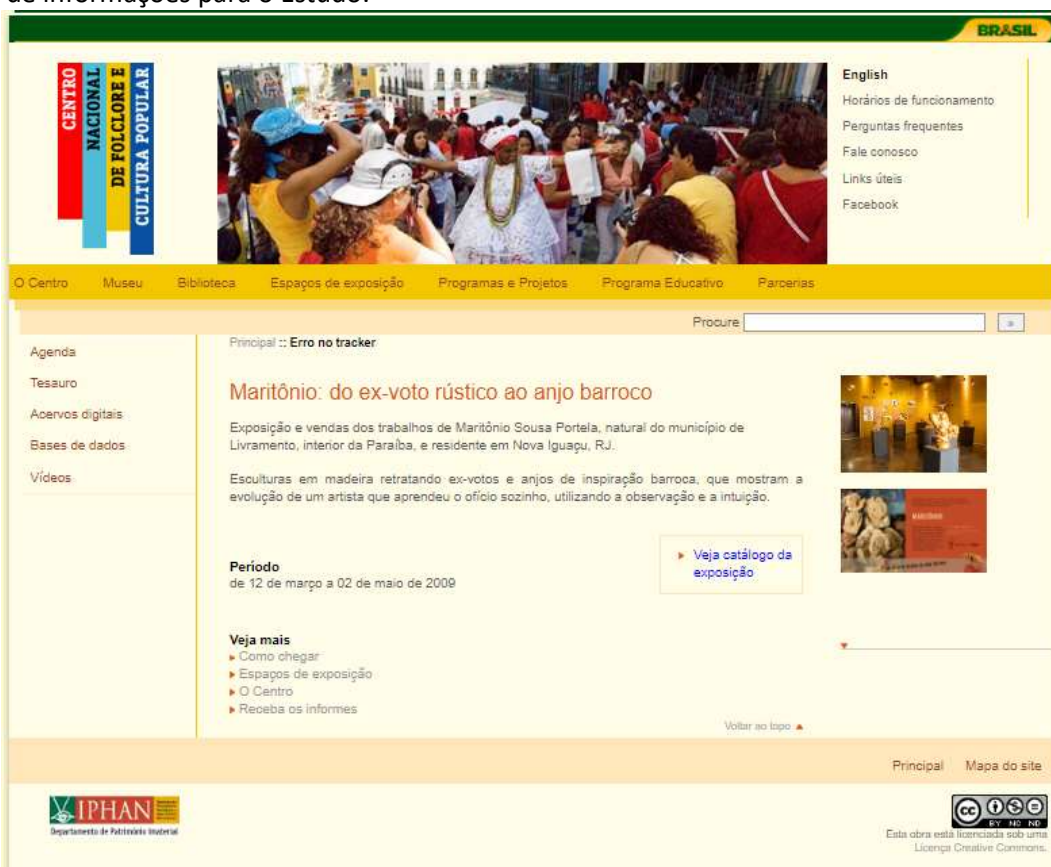 de informações para o Estudo.
BRASIL
CENTRO
NACIONAL
DE FOLCLORE E
CULTURA POPULAR
English
Horários de funcionamento
Perguntas frequentes
Fale conosco
Links úteis
Facebook
O Centro Museu Biblioteca Espaços de exposição Programas e Projetos Programa Educativo Parcerias
Procure
Agenda
Tesauro
Acervos digitais
Bases de dados
Vídeos
Principal :: Erro no tracker
Maritônio: do ex-voto rústico ao anjo barroco
Exposição e vendas dos trabalhos de Maritônio Sousa Portela, natural do município de
Livramento, interior da Paraíba, e residente em Nova Iguaçu, RJ.
Esculturas em madeira retratando ex-votos e anjos de inspiração barroca, que mostram a
evolução de um artista que aprendeu o ofício sozinho, utilizando a observação e a intuição.
Veja catálogo da
exposição
Período
de 12 de março a 02 de maio de 2009
MARITÔNIO
Veja mais
Como chegar
Espaços de exposição
O Centro
Receba os informes
Voltar ao topo
Principal Mapa do site
IPHAN
Departamento de Patrimônio Imaterial
cc
BY NC ND
Esta obra está licenciada sob uma
Licença Creative Commons.